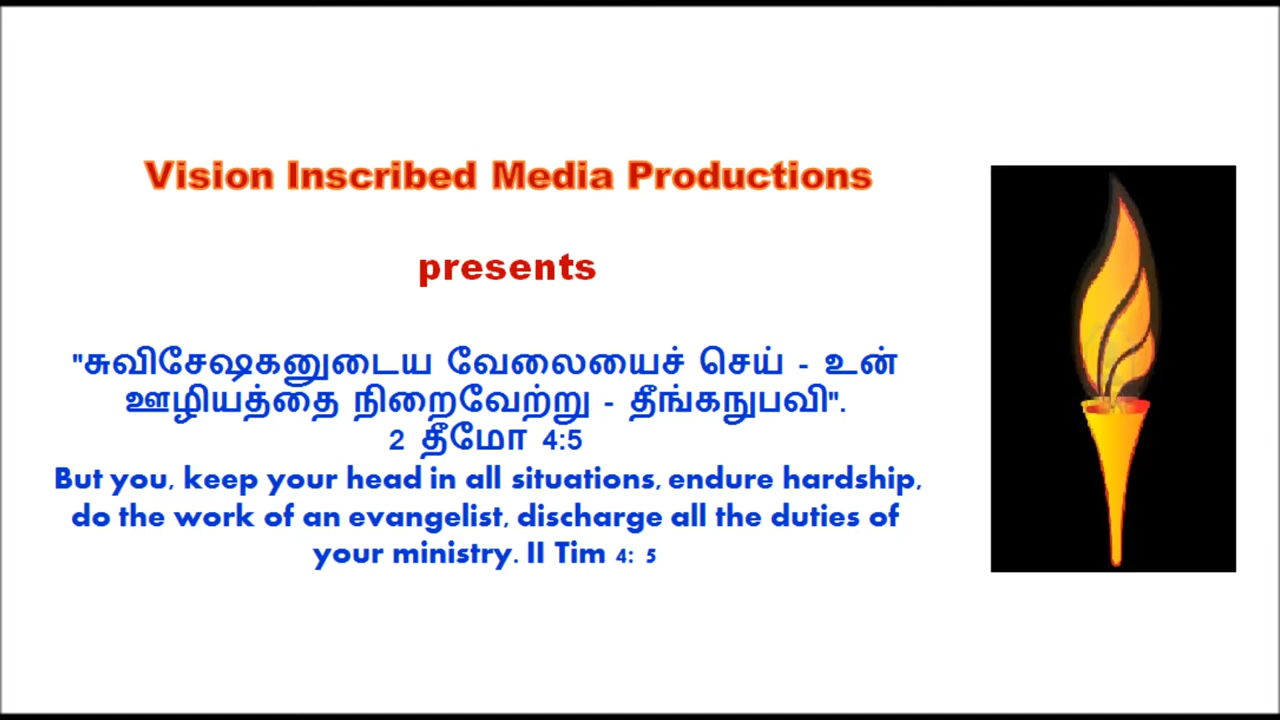 Vision Inscribed Media Productions
presents
"சுவிசேஷகனுடைய வேலையைச் செய் - உன்
ஊழியத்தை நிறைவேற்று - தீங்கநுபவி".
2 தீமோ 4:5
But you, keep your head in all situations, endure hardship,
do the work of an evangelist, discharge all the duties of
your ministry. II Tim 4: 5